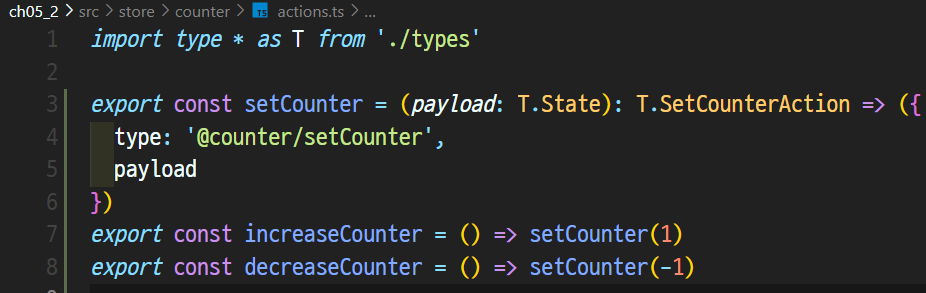 ch05_2 > src > store > counter > TS actions.ts > ...
1 import type * as T from './types'
2
3 export const setCounter = (payload: T.State): T.SetCounterAction => ({
4   type: '@counter/setCounter',
5   payload
6 })
7 export const increaseCounter = () => setCounter(1)
8 export const decreaseCounter = () => setCounter(-1)